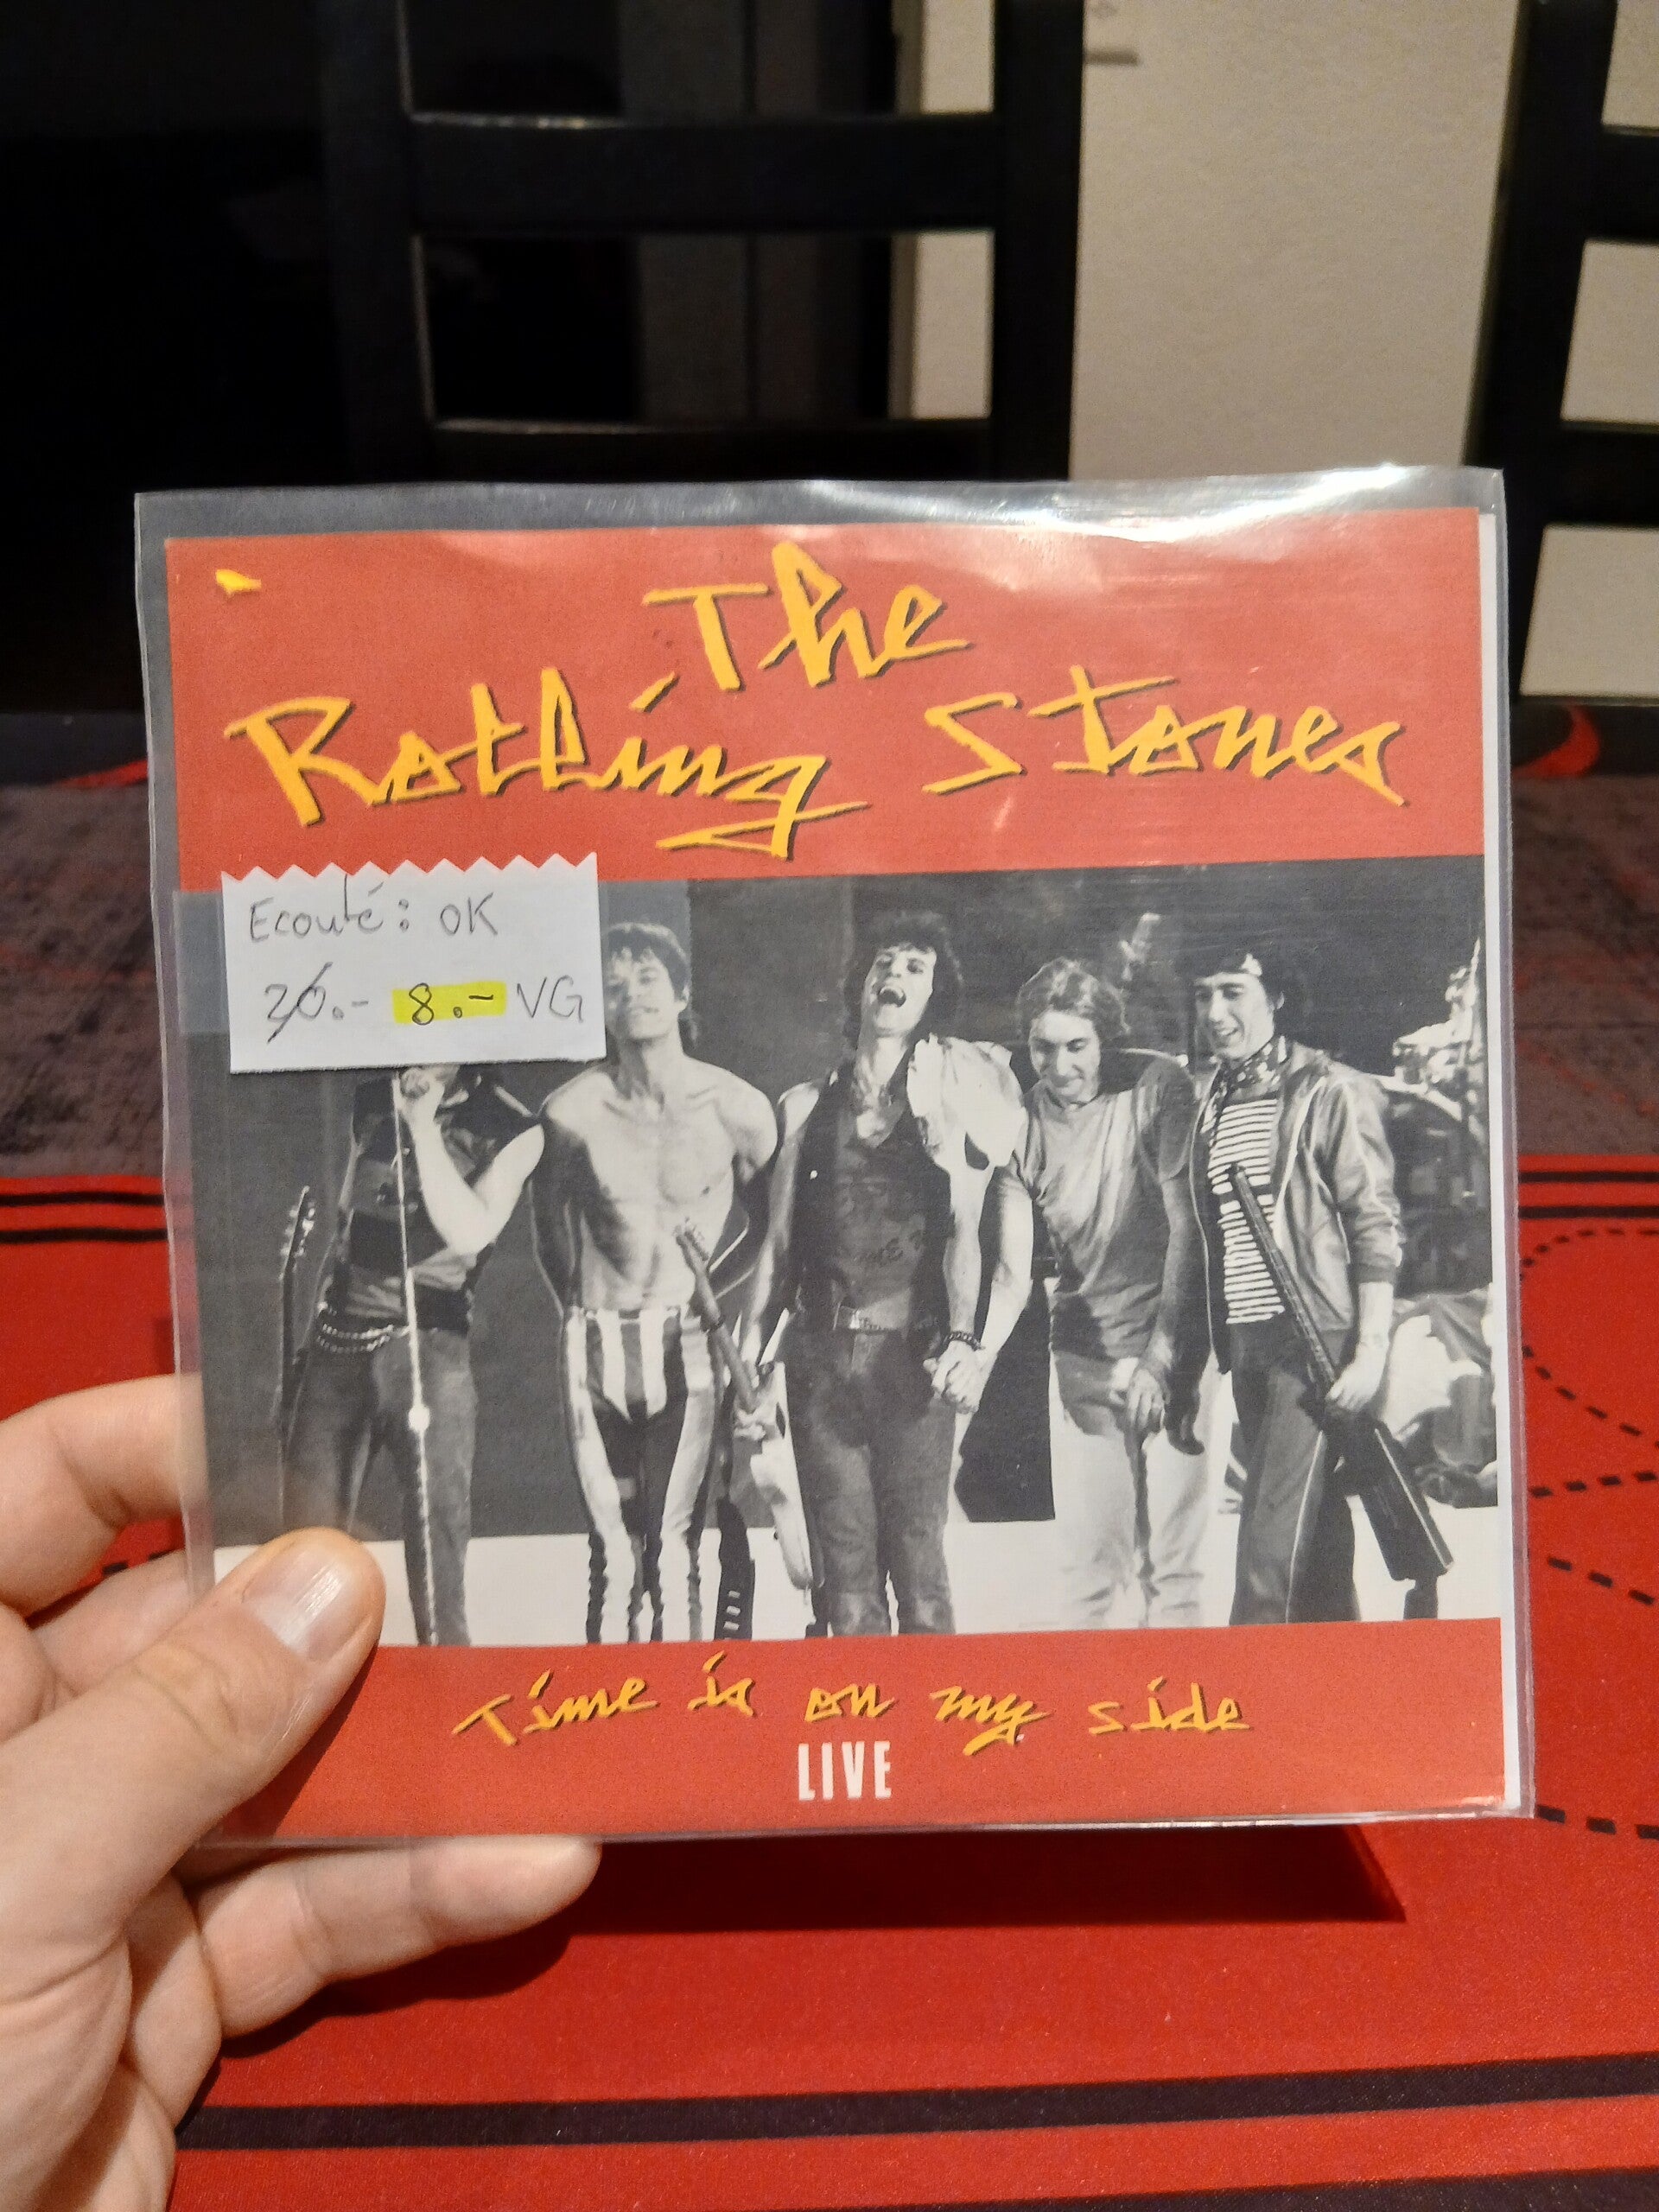 The
Rolling Stones
Ecouté: OK
20.- 8.- VG
Time is on my side
LIVE